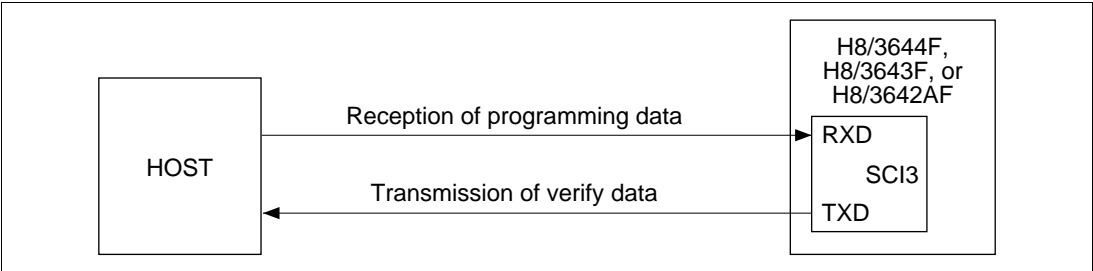 H8/3644F,
H8/3643F, or
H8/3642AF
Reception of programming data
RXD
HOST
SCI3
Transmission of verify data
TXD